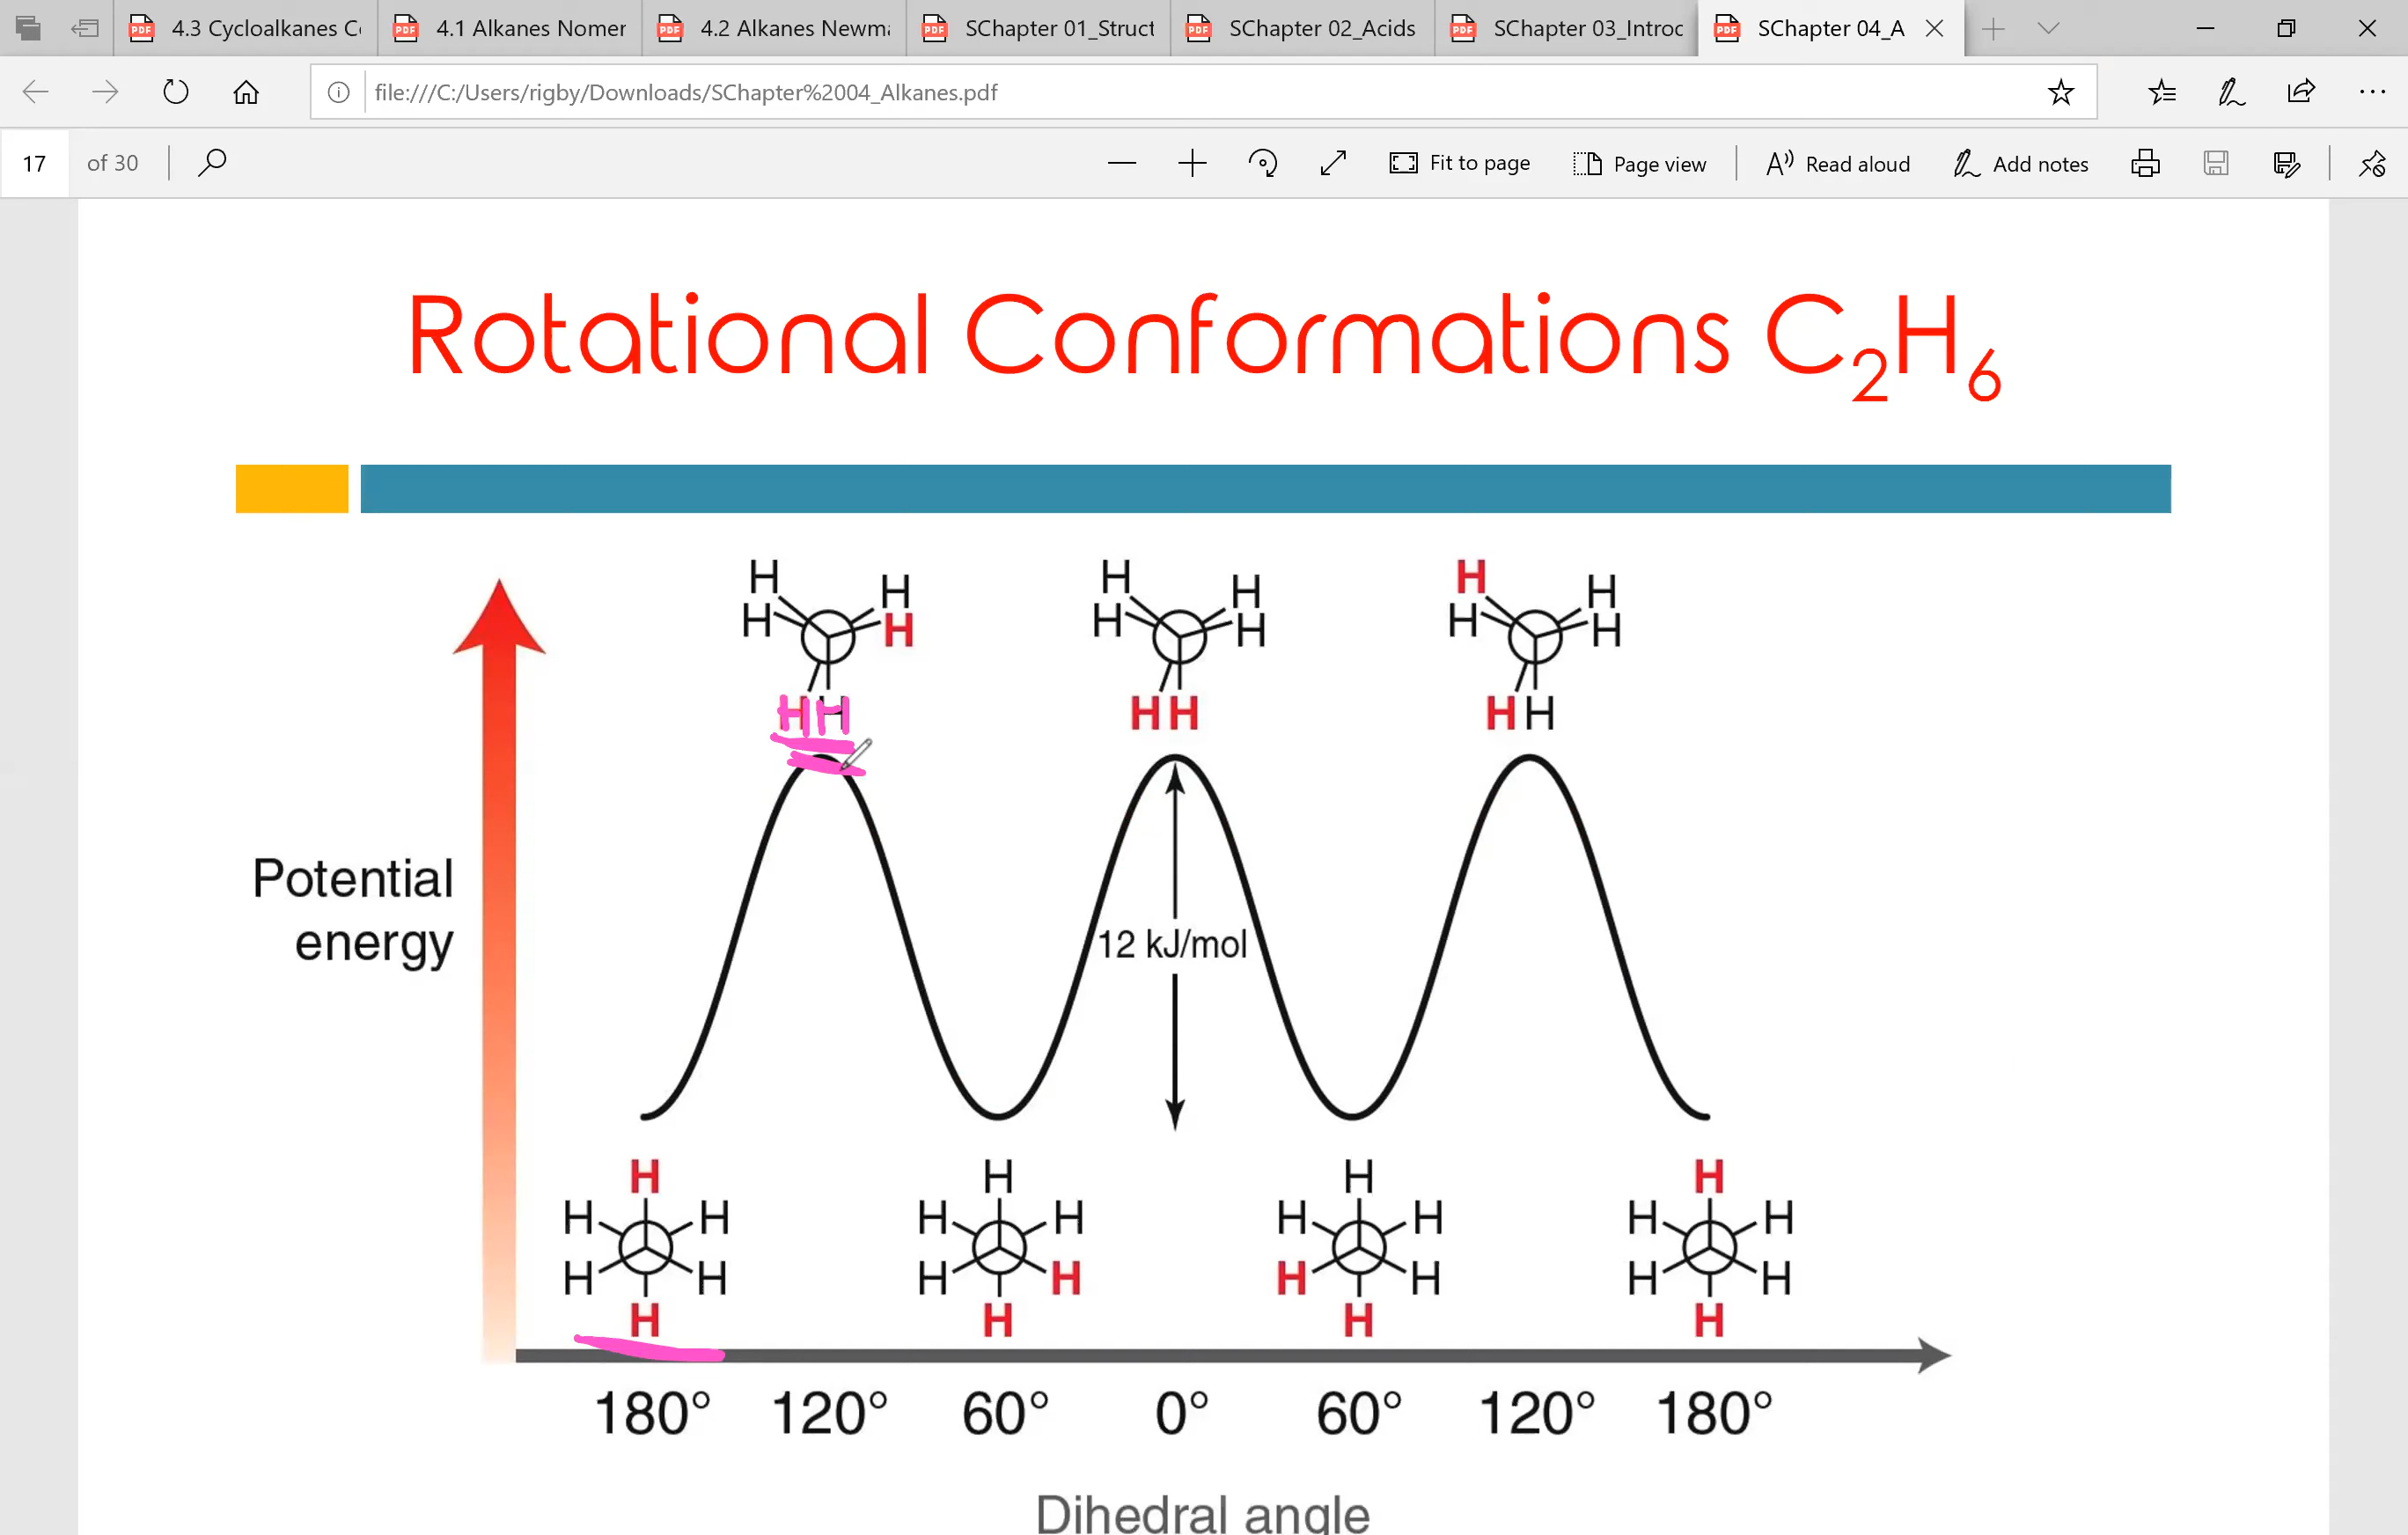 4.3 Cycloalkanes C
4.1 Alkanes Nomer
4.2 Alkanes Newm
SChapter 01_Struct
SChapter 02_Acids
SChapter 03_Introc
SChapter 04_A
file:///C:/Users/rigby/Downloads/SChapter%2004_Alkanes.pdf
17 of 30
Fit to page
Page view
Read aloud
Add notes
Rotational Conformations C₂H₆
H H H H H H
H H H H H H
H H H H H H
Potential
energy
12 kJ/mol
H H H H
H H H H H H H H
H H H H H H H H
H H H H
180° 120° 60° 0° 60° 120° 180°
Dihedral angle